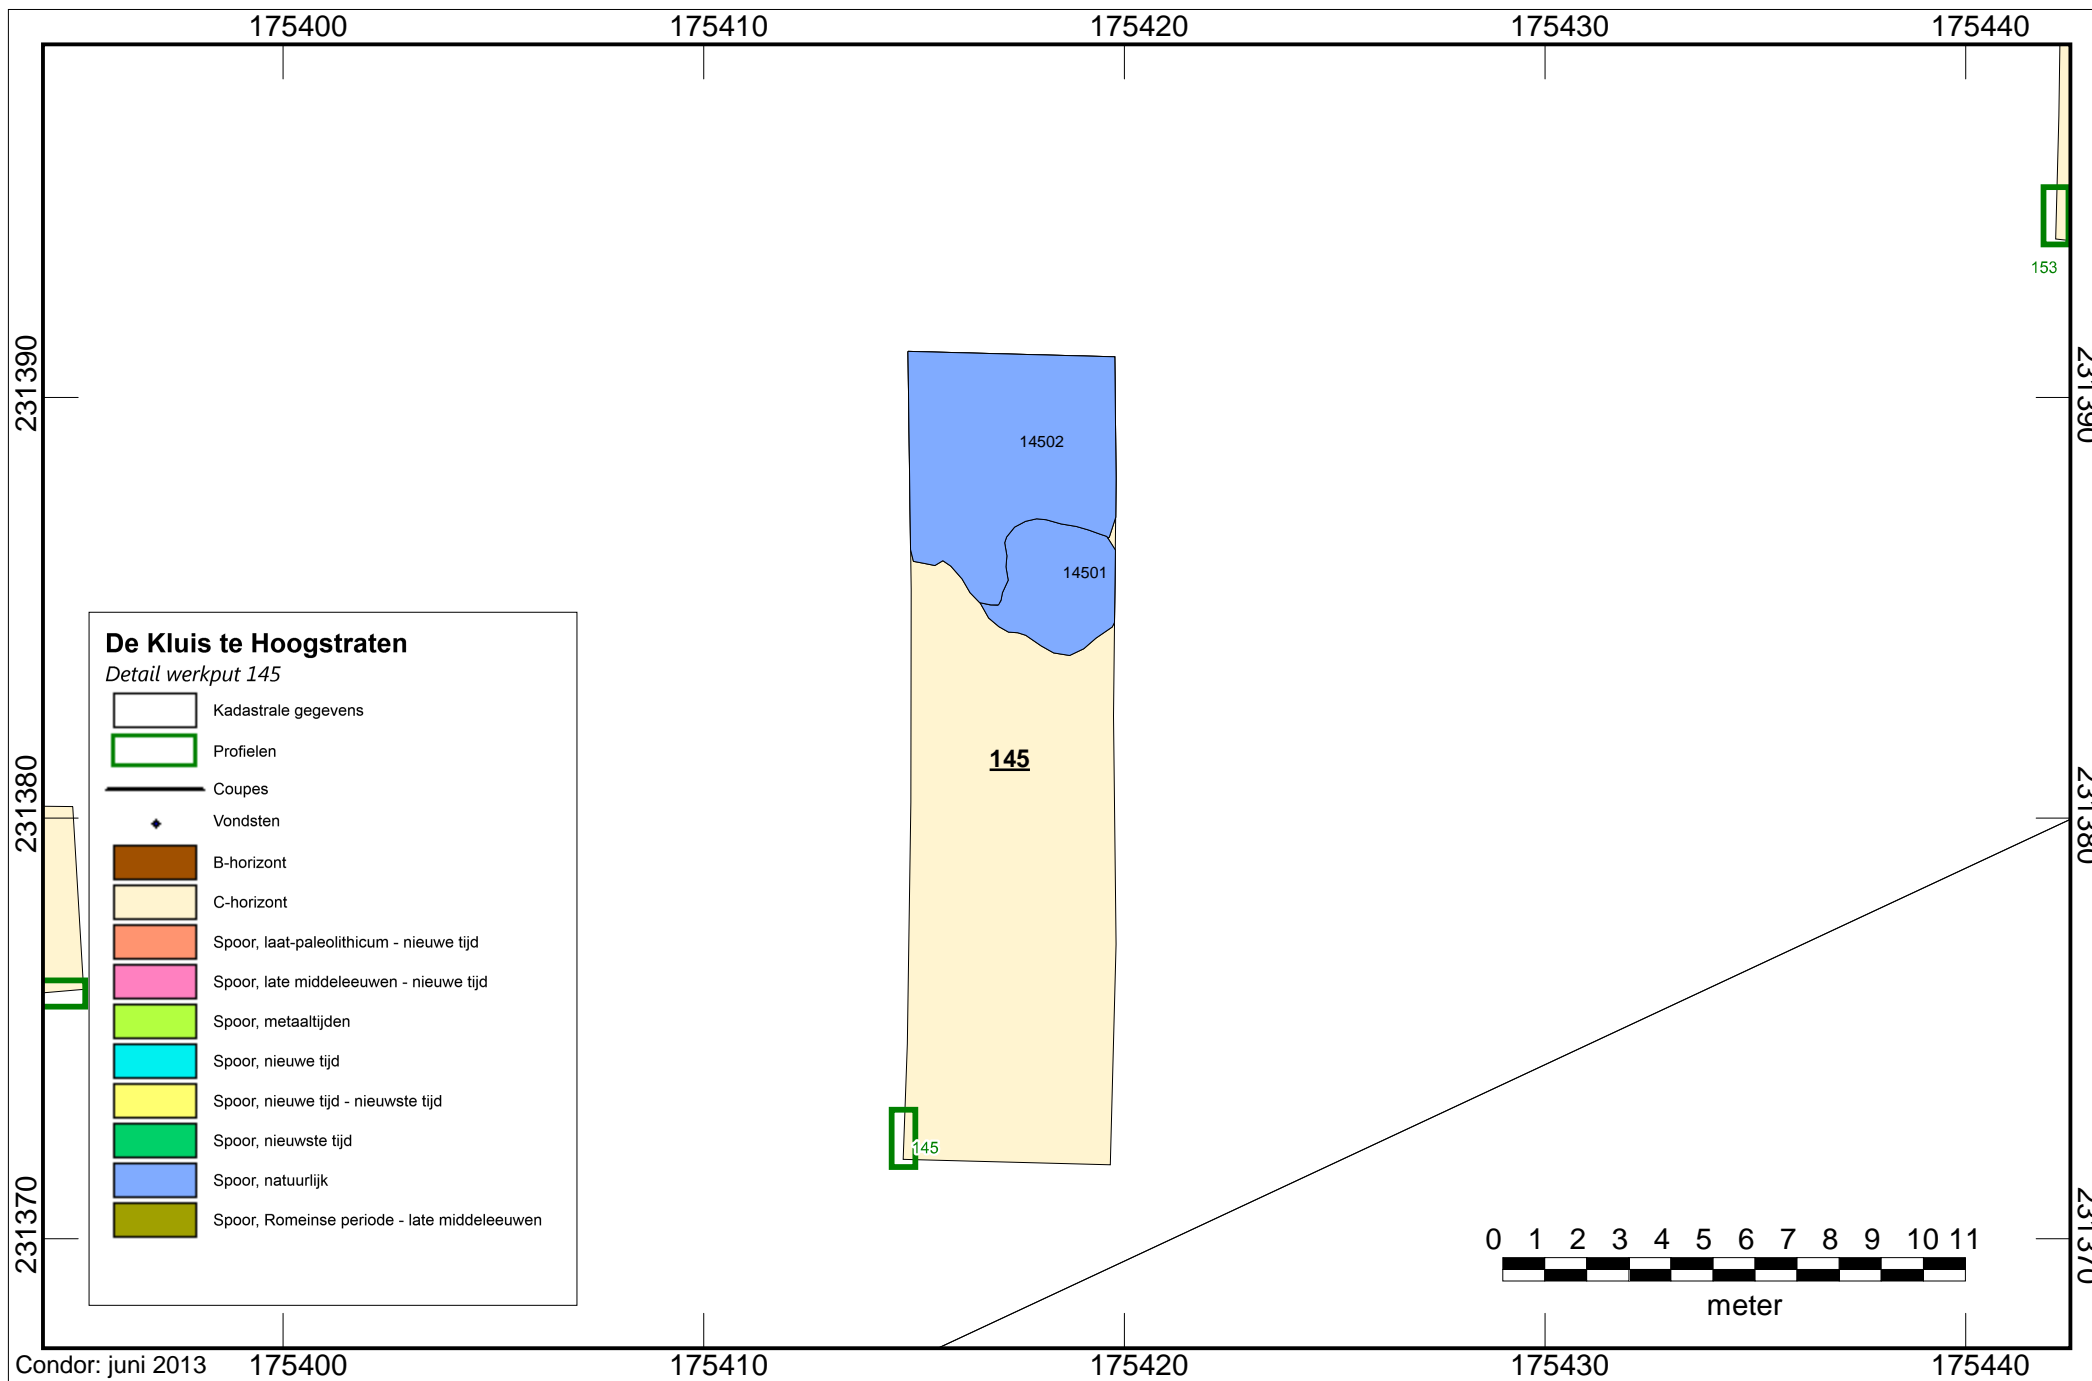 175400 175410 175420 175430 175440
153
231390 231390
14502
14501
De Kluis te Hoogstraten
Detail werkput 145
Kadastrale gegevens
Profielen
Coupes
Vondsten
B-horizont
C-horizont
Spoor, laat-paleolithicum - nieuwe tijd
Spoor, late middeleeuwen - nieuwe tijd
Spoor, metaaltijden
Spoor, nieuwe tijd
Spoor, nieuwe tijd - nieuwste tijd
Spoor, nieuwste tijd
Spoor, natuurlijk
Spoor, Romeinse periode - late middeleeuwen
145
231380 231380
145
231370 231370
0 1 2 3 4 5 6 7 8 9 10 11
meter
Condor: juni 2013
175400 175410 175420 175430 175440